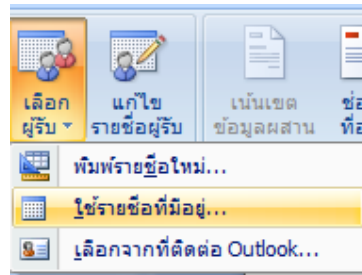 เลือก แก้ไข เน้นเขต
ผู้รับ รายชื่อผู้รับ ข้อมูลผสาน
พิมพ์รายชื่อใหม่...
ใช้รายชื่อที่มีอยู่...
เลือกจากที่ติดต่อ Outlook...